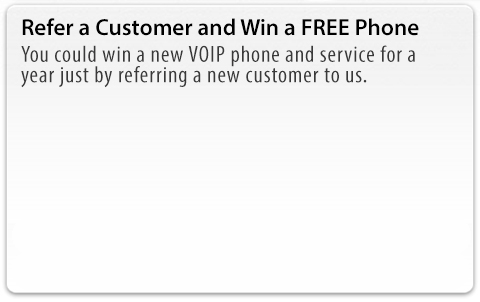 Refer a Customer and Win a FREE Phone
You could win a new VOIP phone and service for a
year just by referring a new customer to us.